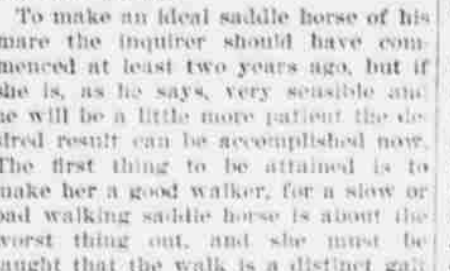 To make an ideal saddle horse of his
mare the inquirer should have com
menced at least two years ago, but if
she is, as he says, very sensible and
he will be a little more patient the de
sired result can be accomplished now.
The first thing to be attained is to
make her a good walker, for a slow or
bad walking saddle horse is about the
worst thing out, and she must be
taught that the walk is a distinct gait